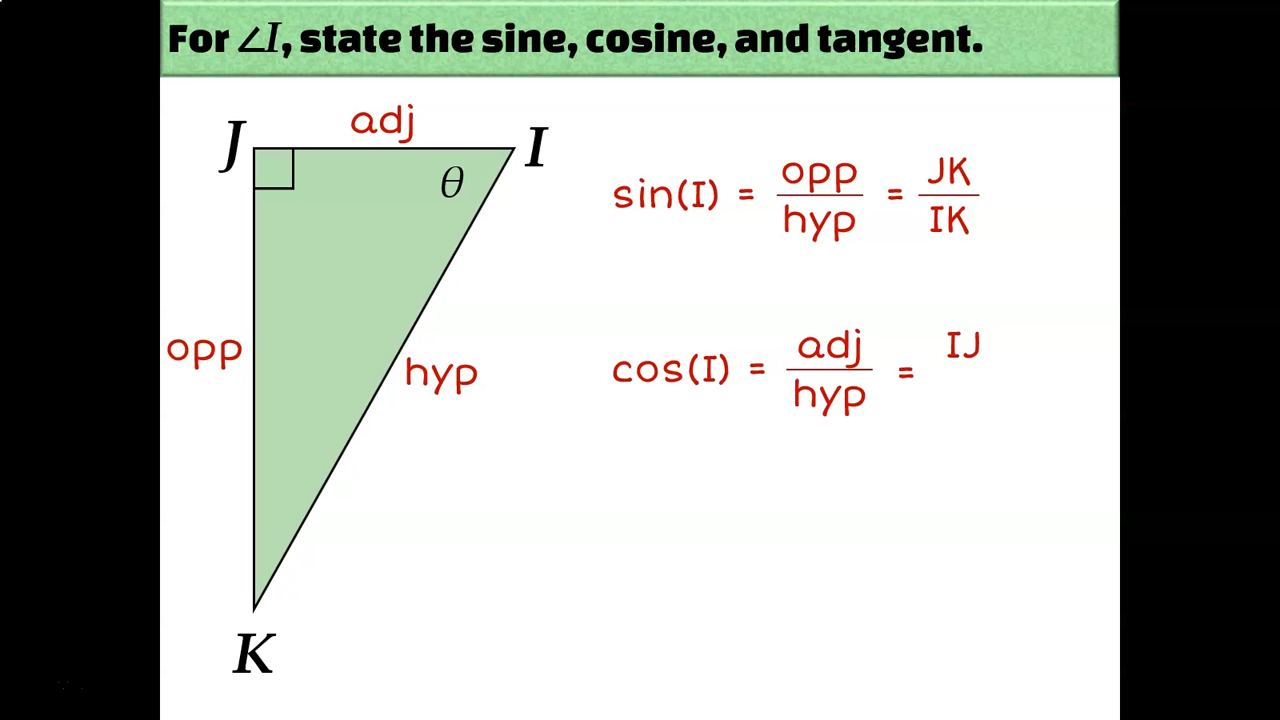 For ∠I, state the sine, cosine, and tangent.
adj
J
I
θ
opp
hyp
K
sin(I) = opp/hyp = JK/IK
cos(I) = adj/hyp = IJ